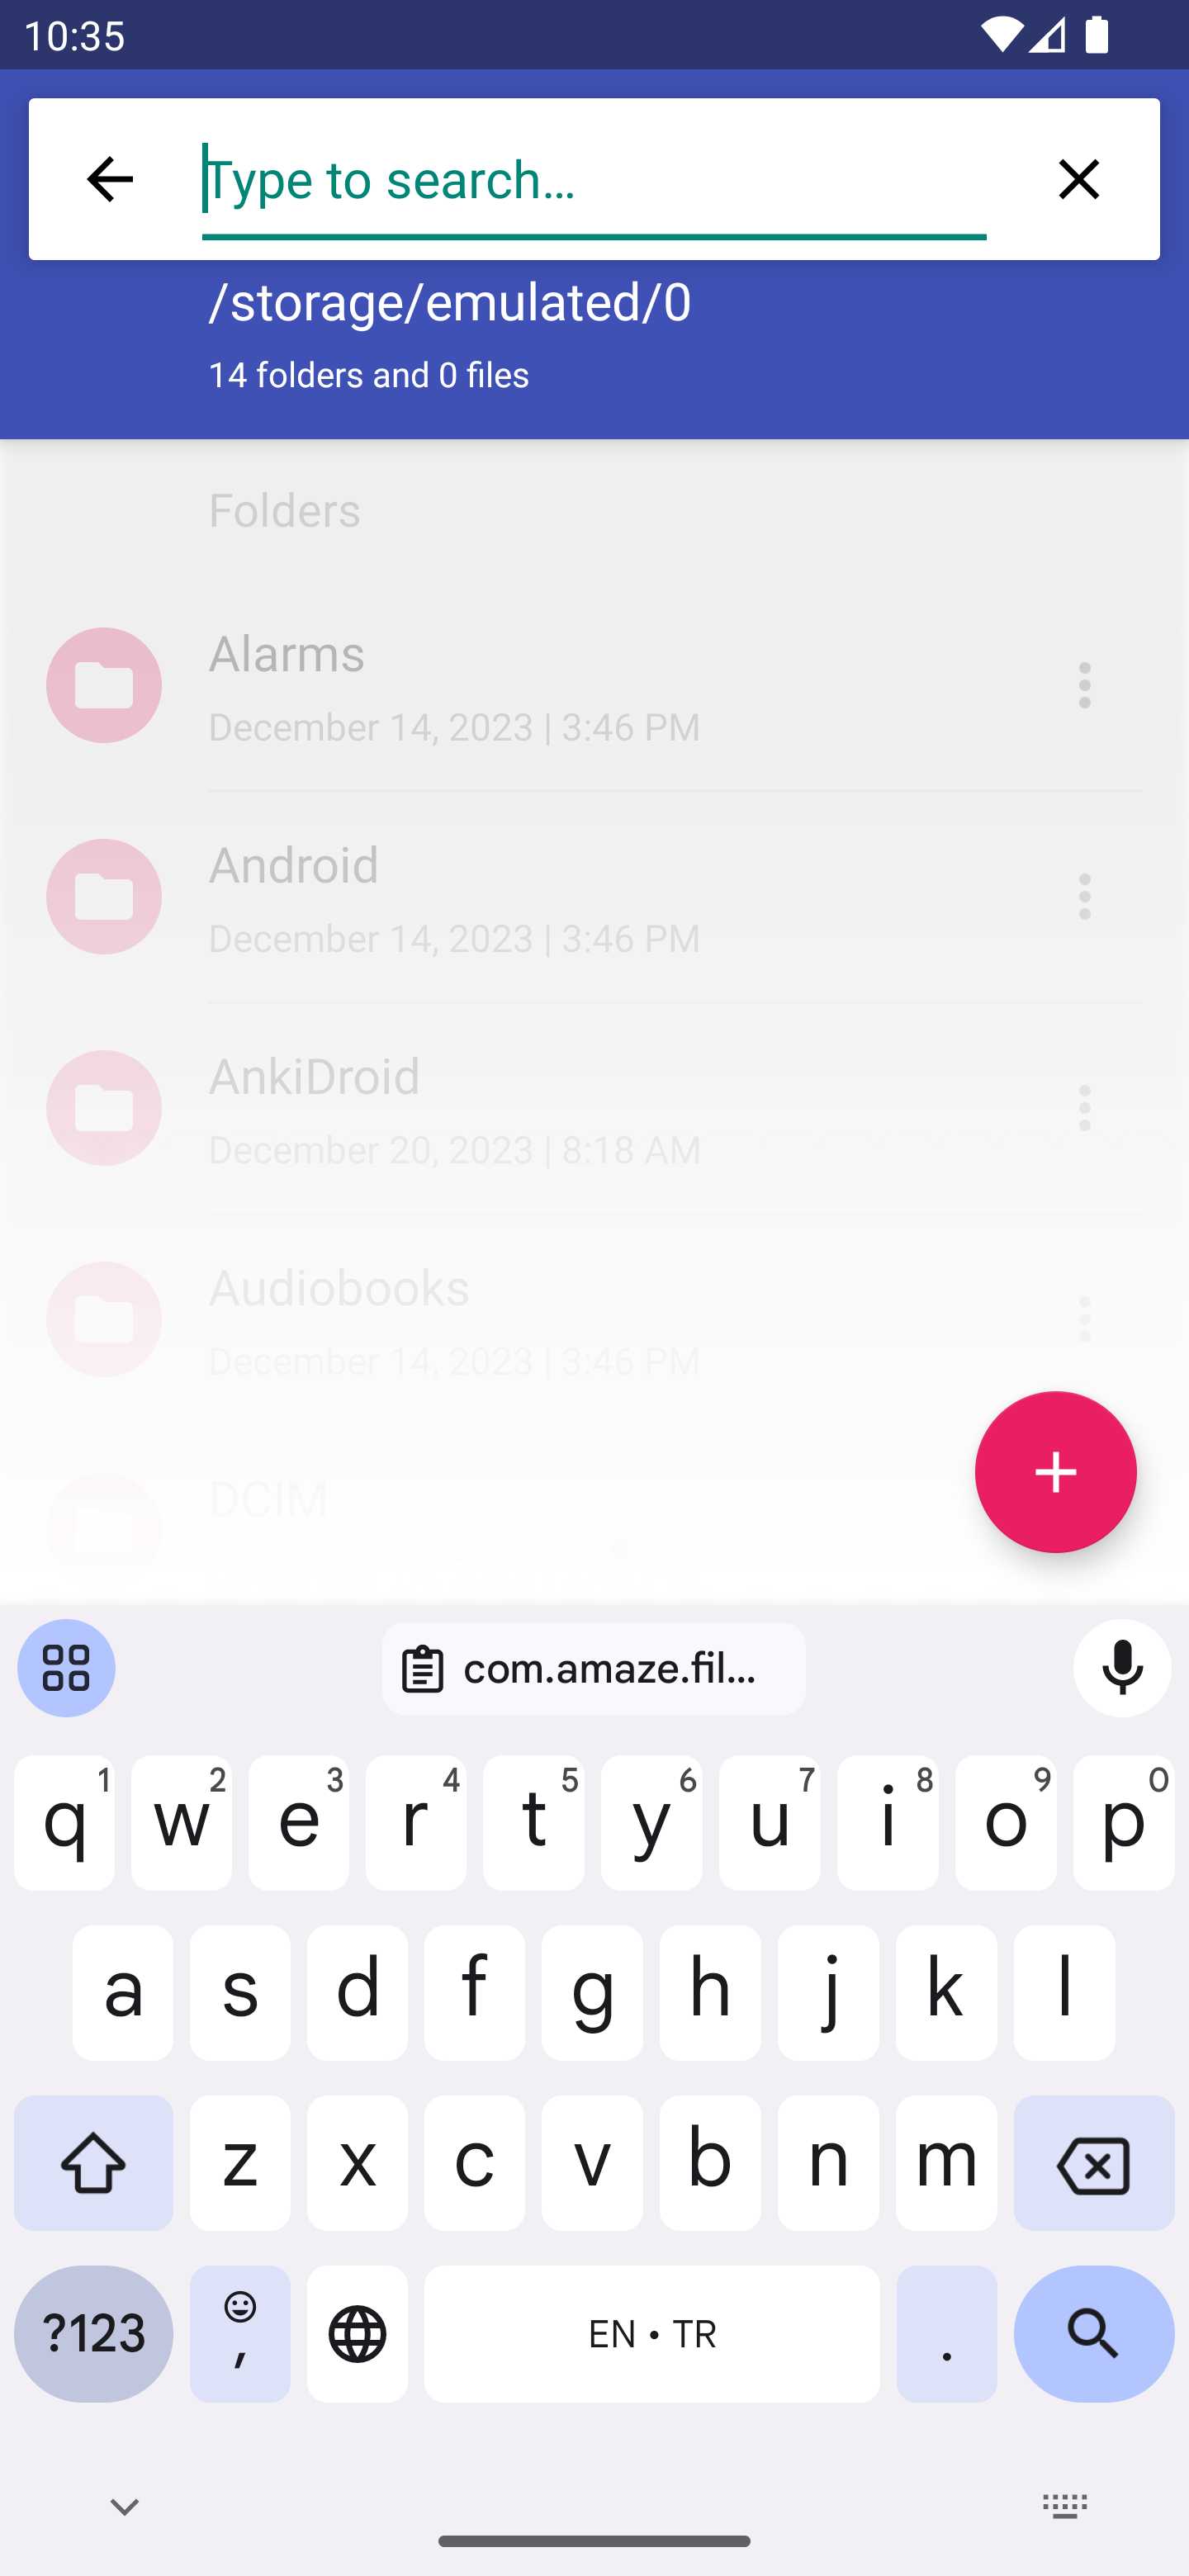 10:35
Type to search…
/storage/emulated/0
14 folders and 0 files
Folders
Alarms
December 14, 2023 | 3:46 PM
Android
December 14, 2023 | 3:46 PM
AnkiDroid
December 20, 2023 | 8:18 AM
Audiobooks
December 14, 2023 | 3:46 PM
DCIM
com.amaze.fil...
q 1 w 2 e 3 r 4 t 5 y 6 u 7 i 8 o 9 p 0
a s d f g h j k l
z x c v b n m
?123 , EN • TR .